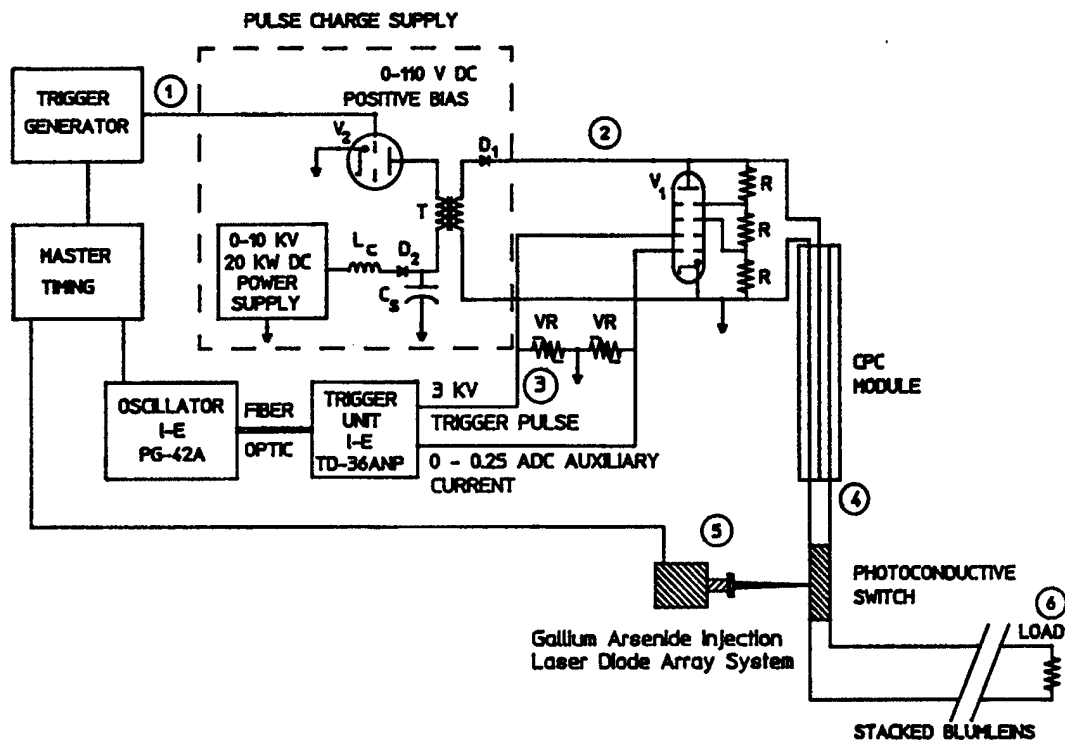 PULSE CHARGE SUPPLY
TRIGGER
GENERATOR
1
0-110 V DC
POSITIVE BIAS
V2
D1
2
V1
R
R
R
T
MASTER
TIMING
0-10 KV
20 KW DC
POWER
SUPPLY
Lc
D2
Cs
VR
VR
3
CPC
MODULE
OSCILLATOR
I-E
PG-42A
FIBER
OPTIC
TRIGGER
UNIT
I-E
TD-36ANP
3 KV
TRIGGER PULSE
0 - 0.25 ADC AUXILIARY
CURRENT
4
5
PHOTOCONDUCTIVE
SWITCH
6
LOAD
Gallium Arsenide Injection
Laser Diode Array System
STACKED BLUMLEINS